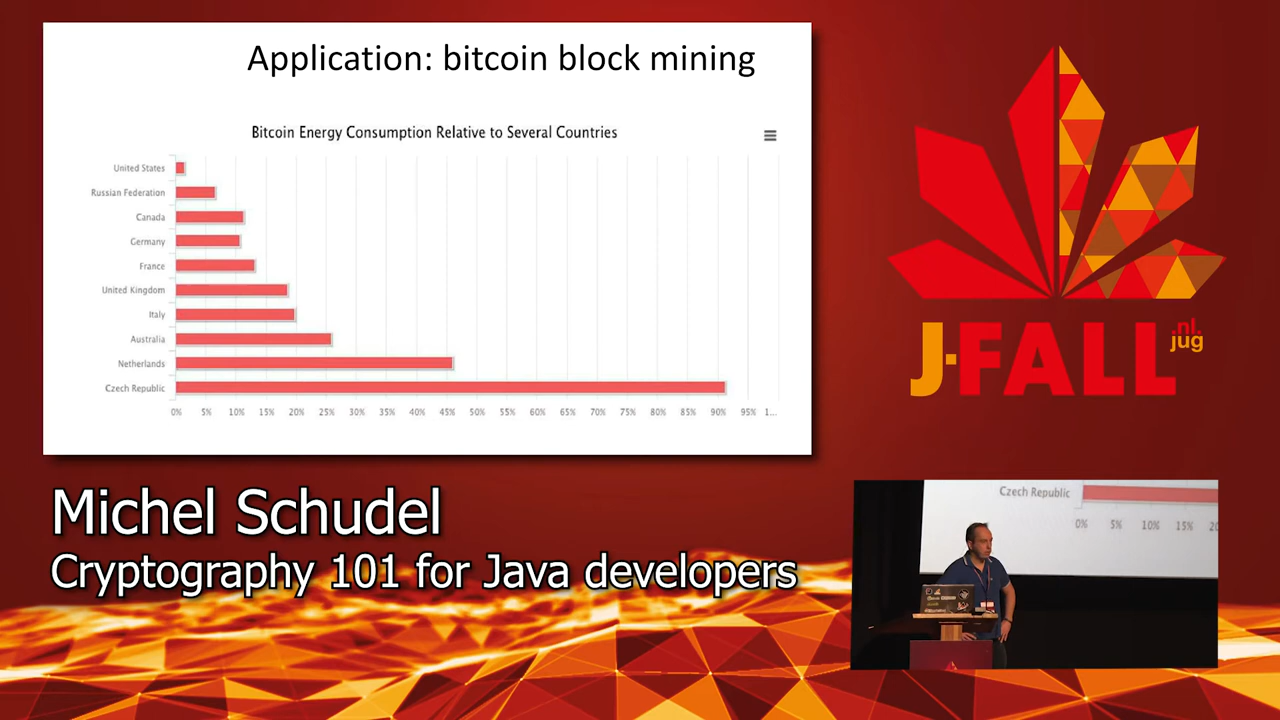 Application: bitcoin block mining
Bitcoin Energy Consumption Relative to Several Countries
United States
Russian Federation
Canada
Germany
France
United Kingdom
Italy
Australia
Netherlands
Czech Republic
0% 5% 10% 15% 20% 25% 30% 35% 40% 45% 50% 55% 60% 65% 70% 75% 80% 85% 90% 95% 1...
J-FALL
nl.
jug
Michel Schudel
Cryptography 101 for Java developers
Czech Republic
0% 5% 10% 15% 20